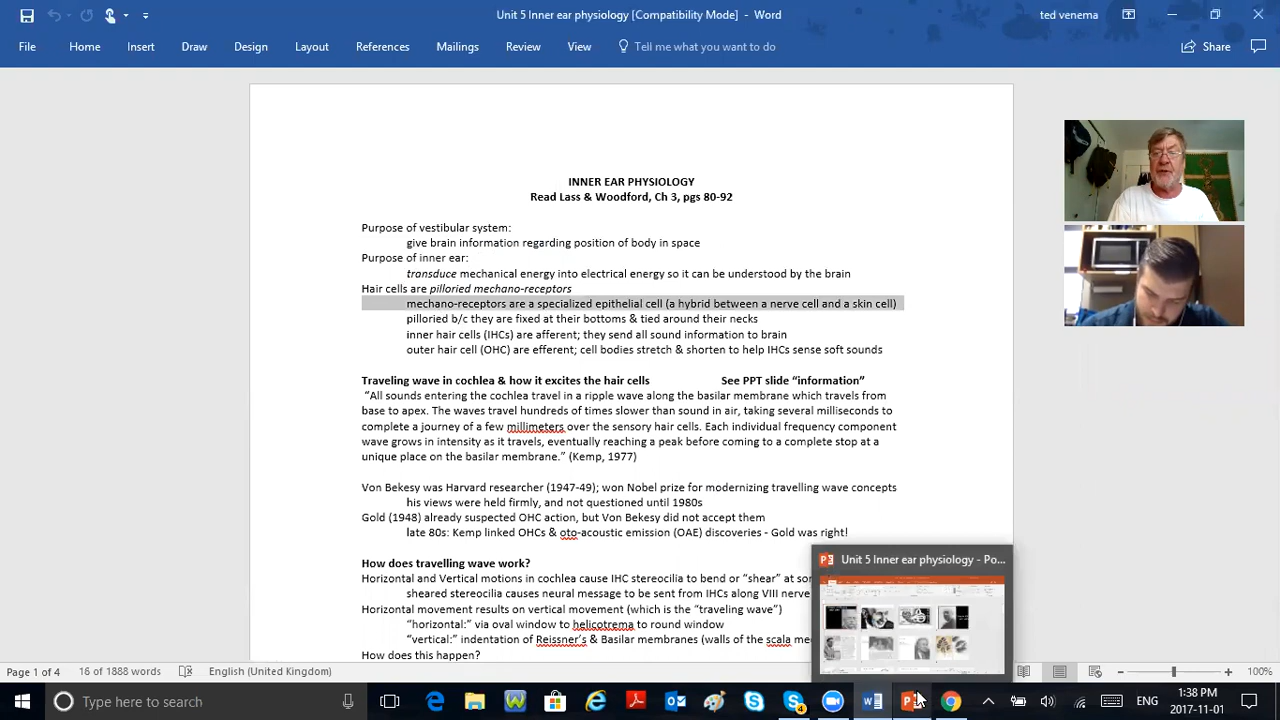 Unit 5 Inner ear physiology [Compatibility Mode] - Word
ted venema
File Home Insert Draw Design Layout References Mailings Review View Tell me what you want to do Share
INNER EAR PHYSIOLOGY
Read Lass & Woodford, Ch 3, pgs 80-92
Purpose of vestibular system:
give brain information regarding position of body in space
Purpose of inner ear:
transduce mechanical energy into electrical energy so it can be understood by the brain
Hair cells are pilloried mechano-receptors
mechano-receptors are a specialized epithelial cell (a hybrid between a nerve cell and a skin cell)
pilloried b/c they are fixed at their bottoms & tied around their necks
inner hair cells (IHCs) are afferent; they send all sound information to brain
outer hair cell (OHC) are efferent; cell bodies stretch & shorten to help IHCs sense soft sounds
Traveling wave in cochlea & how it excites the hair cells See PPT slide “information”
“All sounds entering the cochlea travel in a ripple wave along the basilar membrane which travels from
base to apex. The waves travel hundreds of times slower than sound in air, taking several milliseconds to
complete a journey of a few millimeters over the sensory hair cells. Each individual frequency component
wave grows in intensity as it travels, eventually reaching a peak before coming to a complete stop at a
unique place on the basilar membrane.” (Kemp, 1977)
Von Bekesy was Harvard researcher (1947-49); won Nobel prize for modernizing travelling wave concepts
his views were held firmly, and not questioned until 1980s
Gold (1948) already suspected OHC action, but Von Bekesy did not accept them
late 80s: Kemp linked OHCs & oto-acoustic emission (OAE) discoveries - Gold was right!
How does travelling wave work?
Horizontal and Vertical motions in cochlea cause IHC stereocilia to bend or “shear” at so
sheared stereocilia causes neural message to be sent from IHCs along VIII nerve
Horizontal movement results on vertical movement (which is the “traveling wave”)
“horizontal:” via oval window to helicotrema to round window
“vertical:” indentation of Reissner’s & Basilar membranes (walls of the scala me
How does this happen?
Unit 5 Inner ear physiology - Po...
Page 1 of 4 16 of 1888 words English (United Kingdom) 100%
Type here to search
ENG
1:38 PM
2017-11-01